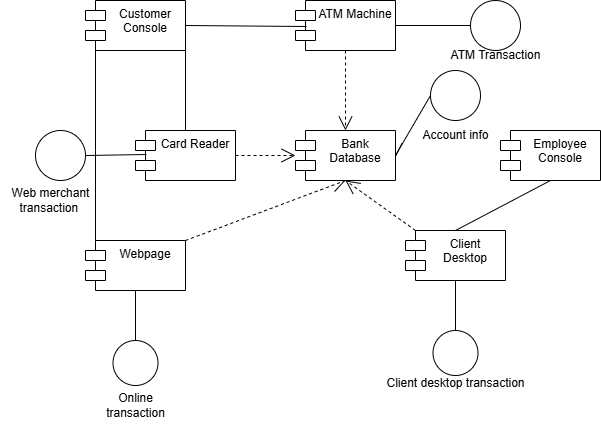 Customer
Console
ATM Machine
ATM Transaction
Account info
Card Reader
Bank
Database
Employee
Console
Web merchant
transaction
Webpage
Client
Desktop
Online
transaction
Client desktop transaction